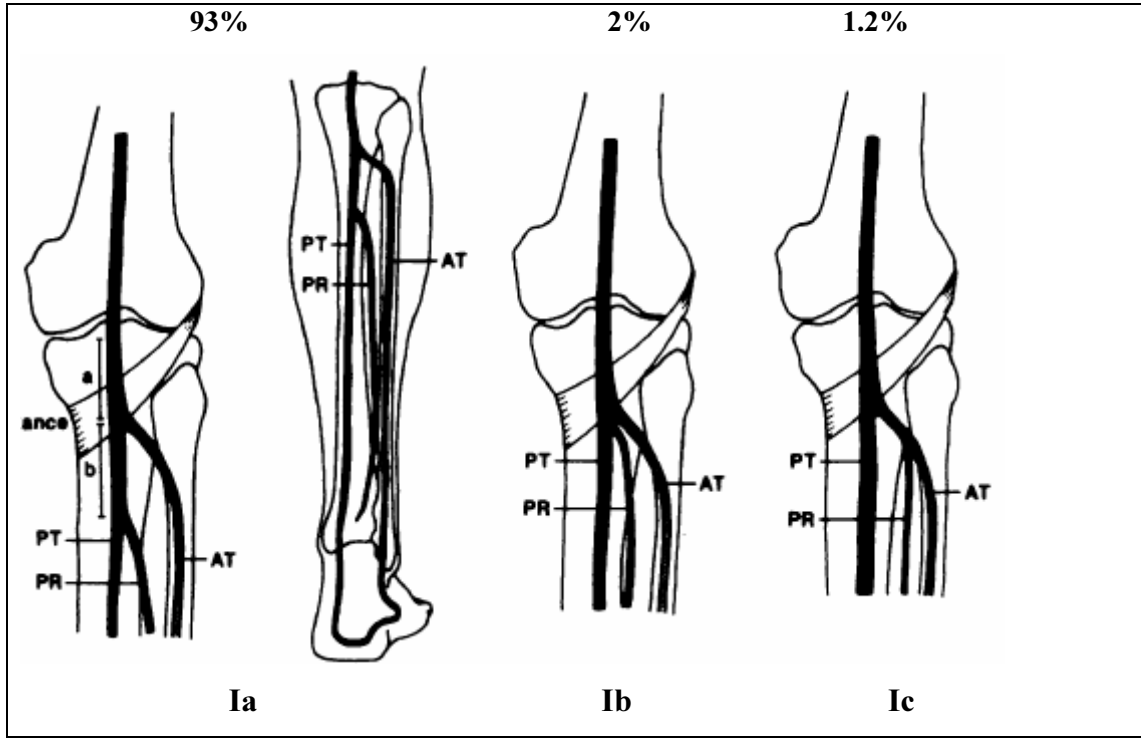 93% 2% 1.2%
a
ance
b
PT
PR
AT
PT
PR
AT
PT
PR
AT
PT
PR
AT
Ia Ib Ic